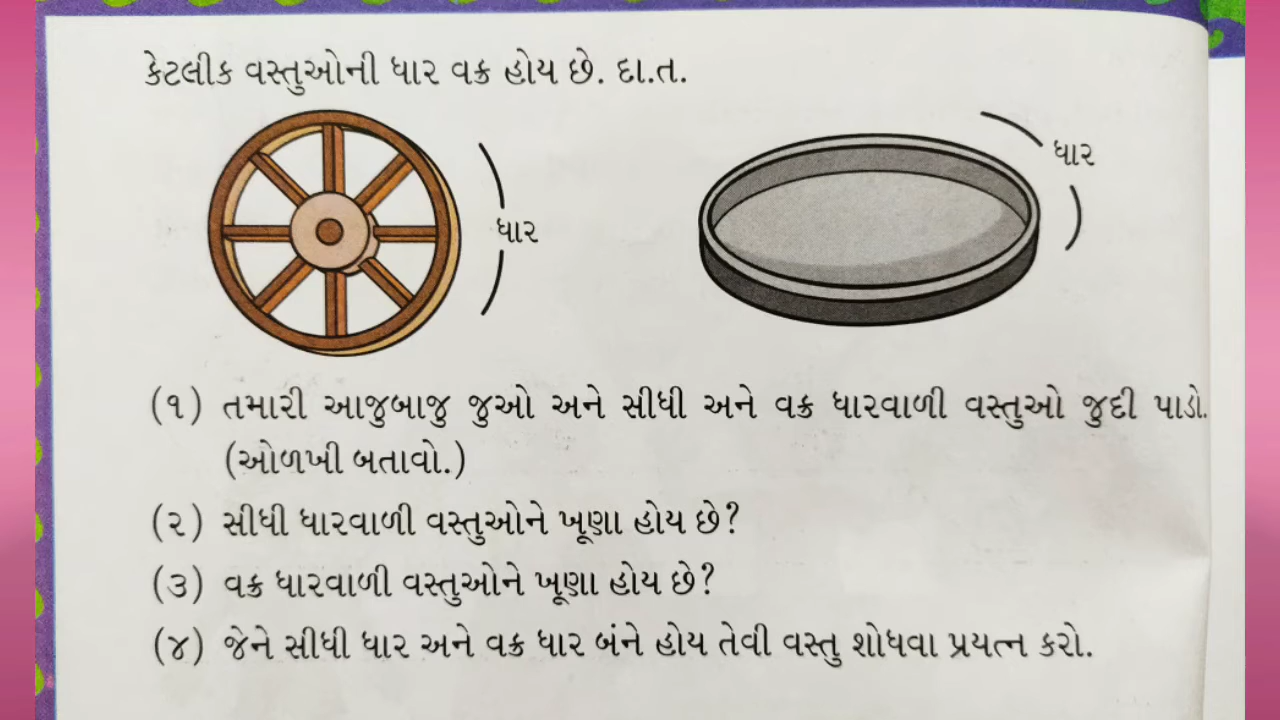 કેટલીક વસ્તુઓની ધાર વક્ર હોય છે. દા.ત.
ધાર
ધાર
(૧) તમારી આજુબાજુ જુઓ અને સીધી અને વક્ર ધારવાળી વસ્તુઓ જુદી પાડો.
(ઓળખી બતાવો.)
(૨) સીધી ધારવાળી વસ્તુઓને ખૂણા હોય છે?
(૩) વક્ર ધારવાળી વસ્તુઓને ખૂણા હોય છે?
(૪) જેને સીધી ધાર અને વક્ર ધાર બંને હોય તેવી વસ્તુ શોધવા પ્રયત્ન કરો.